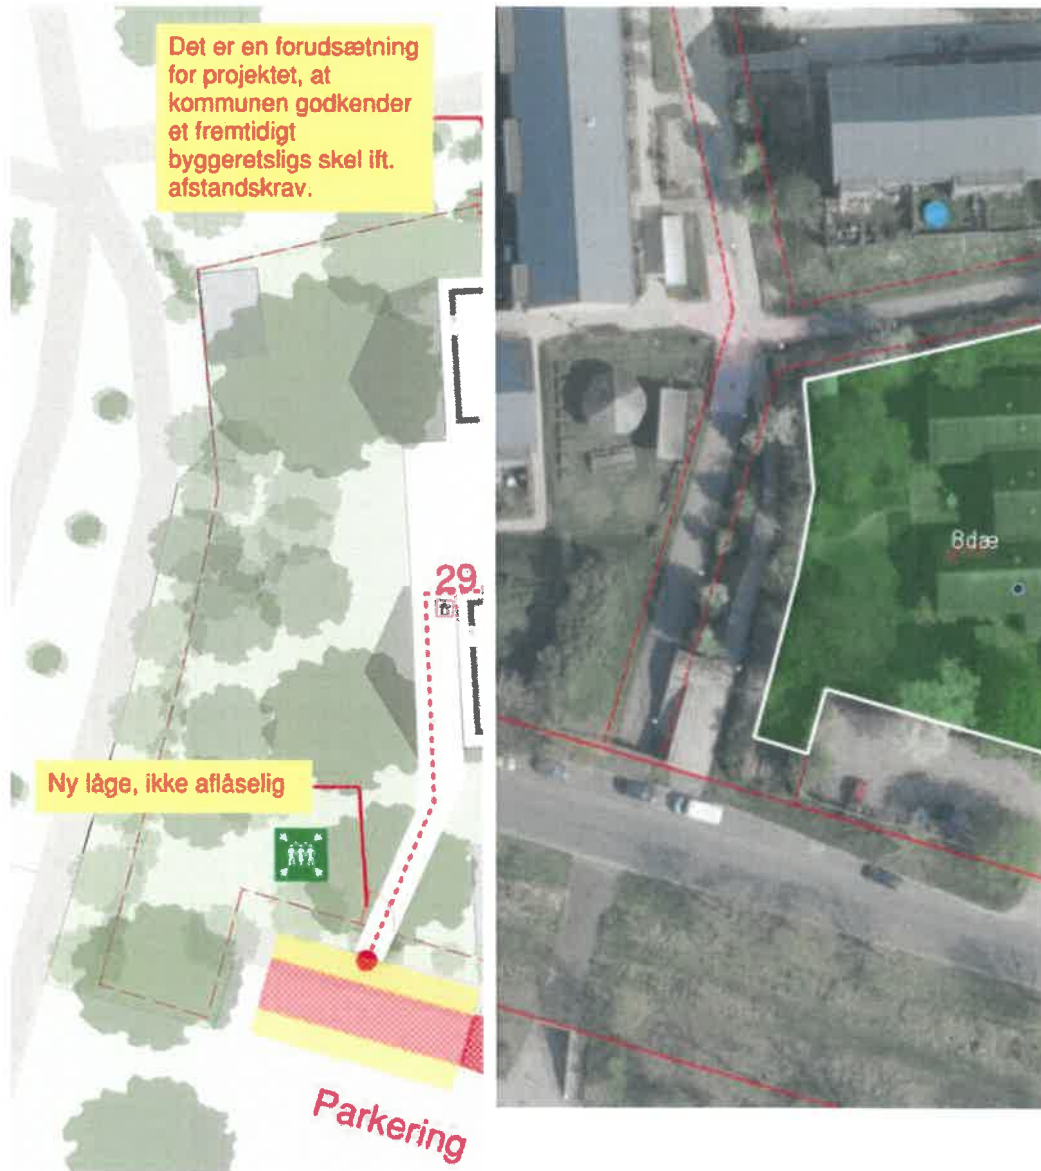 Det er en forudsætning
for projektet, at
kommunen godkender
et fremtidigt
byggeretsligs skel ift.
afstandskrav.
29.
Ny låge, ikke aflåselig
Parkering
8dæ